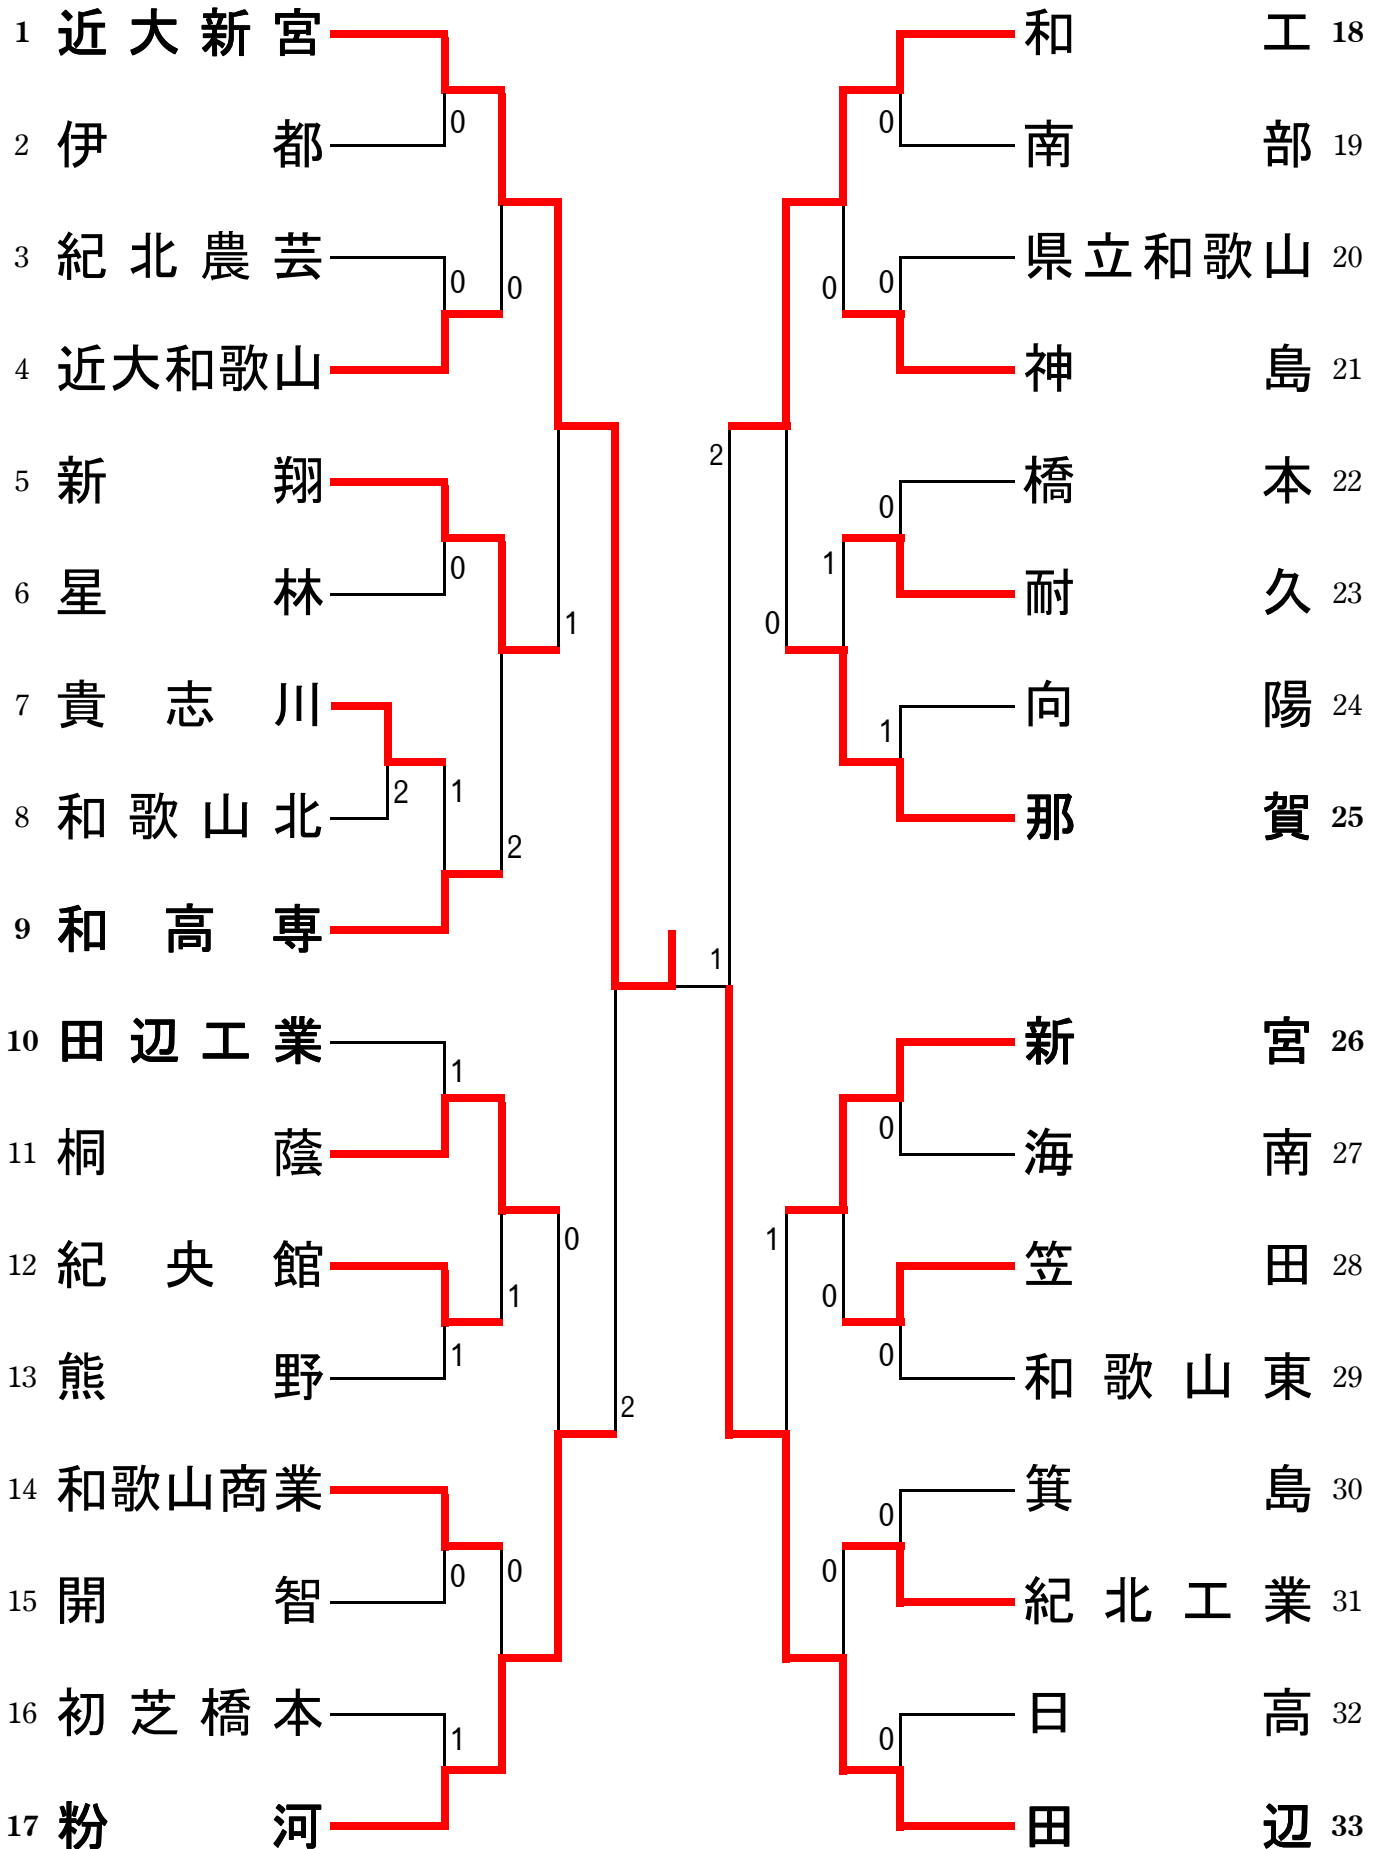 1 近大新宮
0
2 伊都
3 紀北農芸
0
0
4 近大和歌山
5 新翔
0
6 星林
1
7 貴志川
2
1
8 和歌山北
2
9 和高専
10 田辺工業
1
11 桐蔭
0
12 紀央館
1
1
13 熊野
2
14 和歌山商業
0
0
15 開智
16 初芝橋本
1
17 粉河
和工 18
0
南部 19
県立和歌山 20
0
0
神島 21
2
橋本 22
0
1
耐久 23
0
向陽 24
1
那賀 25
1
新宮 26
0
海南 27
1
笠田 28
0
0
和歌山東 29
箕島 30
0
0
紀北工業 31
日高 32
0
田辺 33